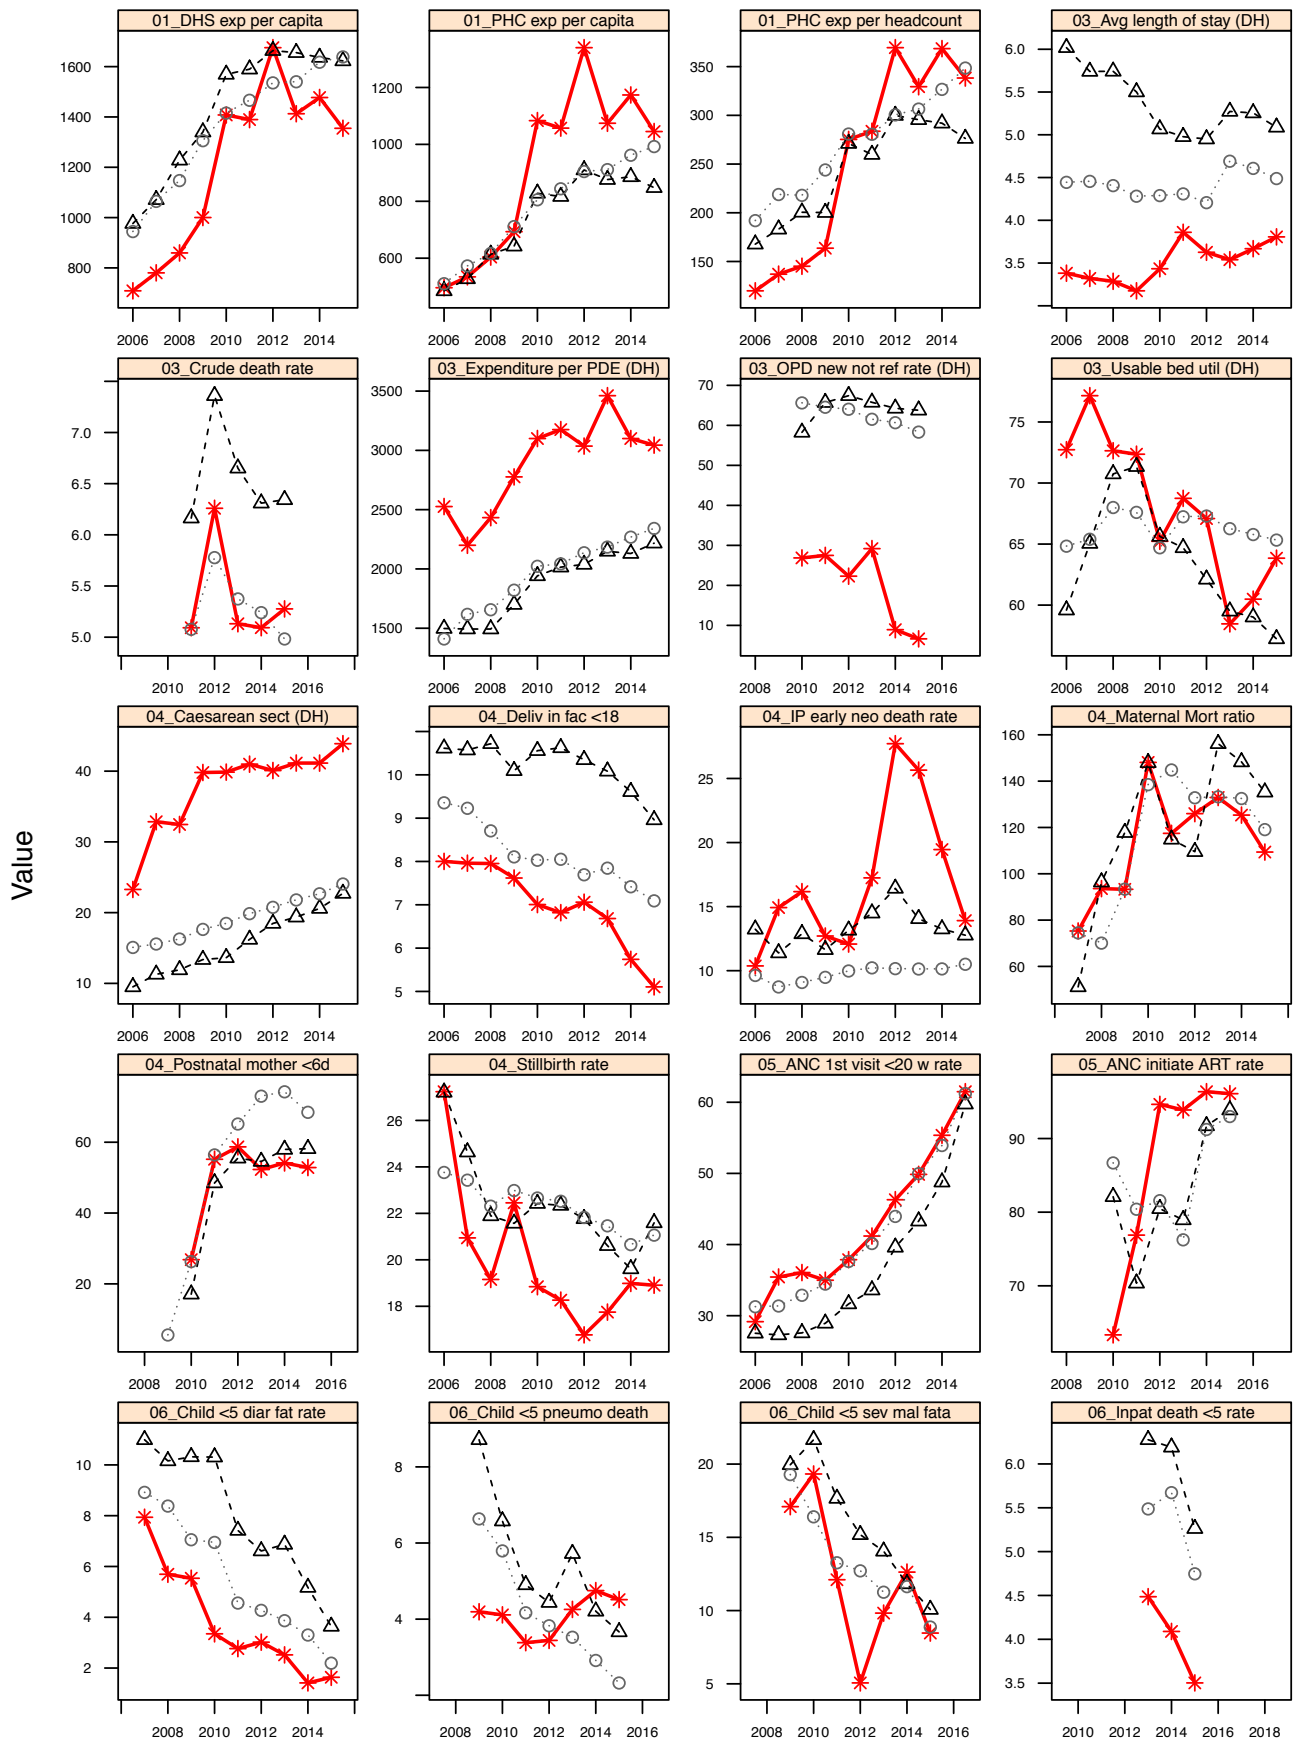 01_DHS exp per capita
01_PHC exp per capita
01_PHC exp per headcount
03_Avg length of stay (DH)
1600
1400
1200
1000
800
1200
1000
800
600
350
300
250
200
150
6.0
5.5
5.0
4.5
4.0
3.5
2006 2008 2010 2012 2014
2006 2008 2010 2012 2014
2006 2008 2010 2012 2014
2006 2008 2010 2012 2014
03_Crude death rate
03_Expenditure per PDE (DH)
03_OPD new not ref rate (DH)
03_Usable bed util (DH)
7.0
6.5
6.0
5.5
5.0
3500
3000
2500
2000
1500
70
60
50
40
30
20
10
75
70
65
60
2010 2012 2014 2016
2006 2008 2010 2012 2014
2006 2008 2010 2012 2014
2006 2008 2010 2012 2014
Value
04_Caesarean sect (DH)
04_Deliv in fac <18
04_IP early neo death rate
04_Maternal Mort ratio
40
30
20
10
10
9
8
7
6
5
25
20
15
10
160
140
120
100
80
60
2006 2008 2010 2012 2014
2006 2008 2010 2012 2014
2006 2008 2010 2012 2014
2008 2010 2012 2014
04_Postnatal mother <6d
04_Stillbirth rate
05_ANC 1st visit <20 w rate
05_ANC initiate ART rate
60
40
20
26
24
22
20
18
60
50
40
30
90
80
70
2008 2010 2012 2014 2016
2006 2008 2010 2012 2014
2006 2008 2010 2012 2014
2008 2010 2012 2014 2016
06_Child <5 diar fat rate
06_Child <5 pneumo death
06_Child <5 sev mal fata
06_Inpat death <5 rate
10
8
6
4
2
8
6
4
20
15
10
5
6.0
5.5
5.0
4.5
4.0
3.5
2008 2010 2012 2014
2008 2010 2012 2014 2016
2008 2010 2012 2014 2016
2010 2012 2014 2016 2018